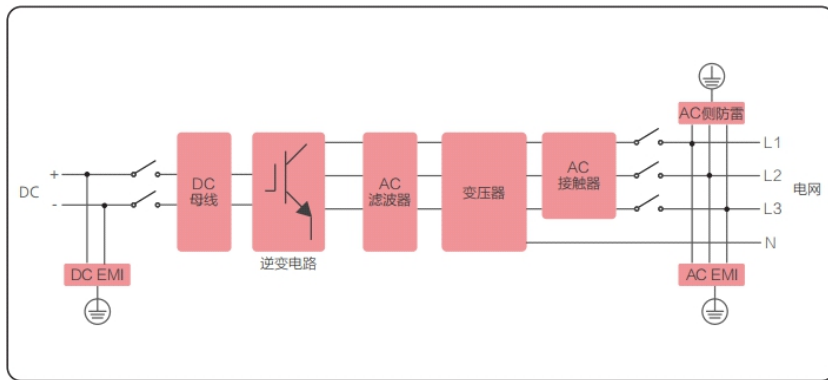 AC侧防雷
L1
DC
母线
AC
滤波器
变压器
AC
接触器
+
L2
电网
DC
-
L3
N
逆变电路
DC EMI
AC EMI